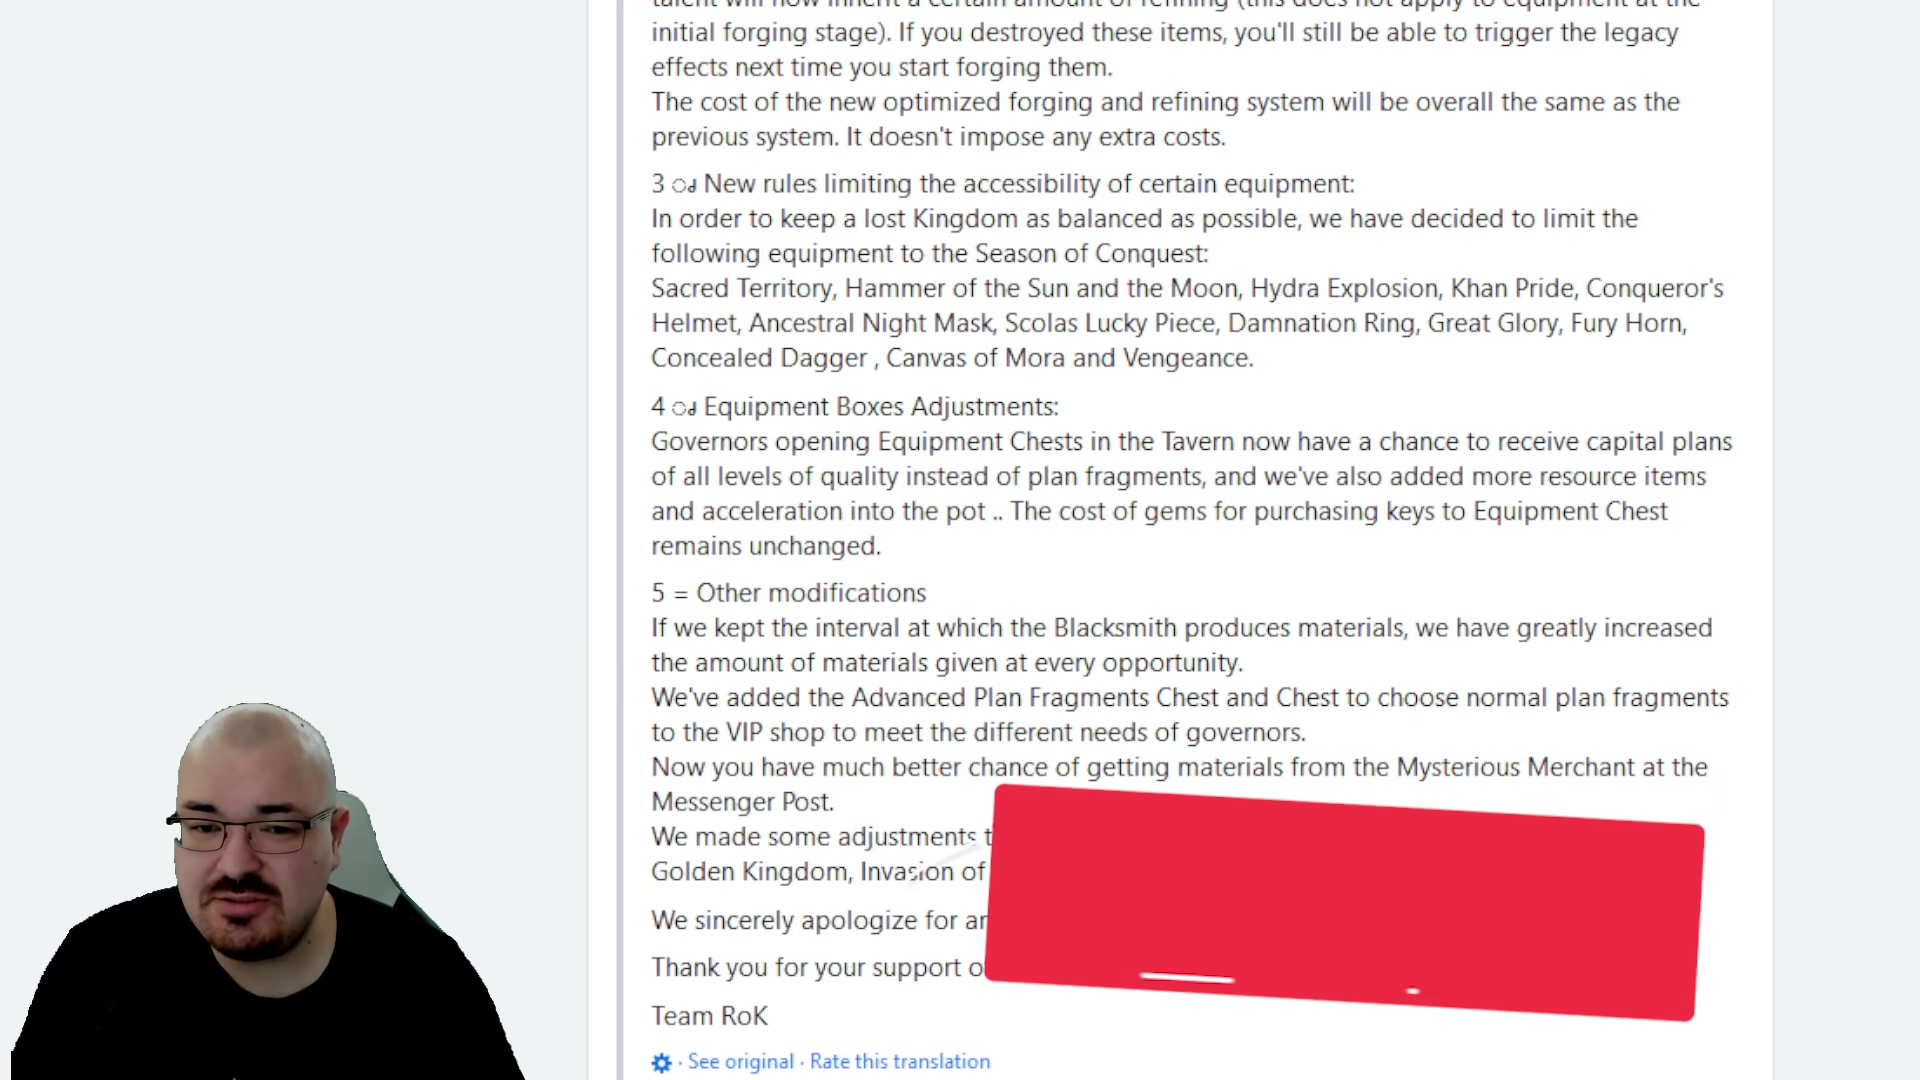 initial forging stage). If you destroyed these items, you'll still be able to trigger the legacy
effects next time you start forging them.
The cost of the new optimized forging and refining system will be overall the same as the
previous system. It doesn't impose any extra costs.
3 New rules limiting the accessibility of certain equipment:
In order to keep a lost Kingdom as balanced as possible, we have decided to limit the
following equipment to the Season of Conquest:
Sacred Territory, Hammer of the Sun and the Moon, Hydra Explosion, Khan Pride, Conqueror's
Helmet, Ancestral Night Mask, Scolas Lucky Piece, Damnation Ring, Great Glory, Fury Horn,
Concealed Dagger , Canvas of Mora and Vengeance.
4 Equipment Boxes Adjustments:
Governors opening Equipment Chests in the Tavern now have a chance to receive capital plans
of all levels of quality instead of plan fragments, and we've also added more resource items
and acceleration into the pot .. The cost of gems for purchasing keys to Equipment Chest
remains unchanged.
5 = Other modifications
If we kept the interval at which the Blacksmith produces materials, we have greatly increased
the amount of materials given at every opportunity.
We've added the Advanced Plan Fragments Chest and Chest to choose normal plan fragments
to the VIP shop to meet the different needs of governors.
Now you have much better chance of getting materials from the Mysterious Merchant at the
Messenger Post.
We made some adjustments
Golden Kingdom, Invasion of
We sincerely apologize for
Thank you for your support
Team RoK
· See original · Rate this translation